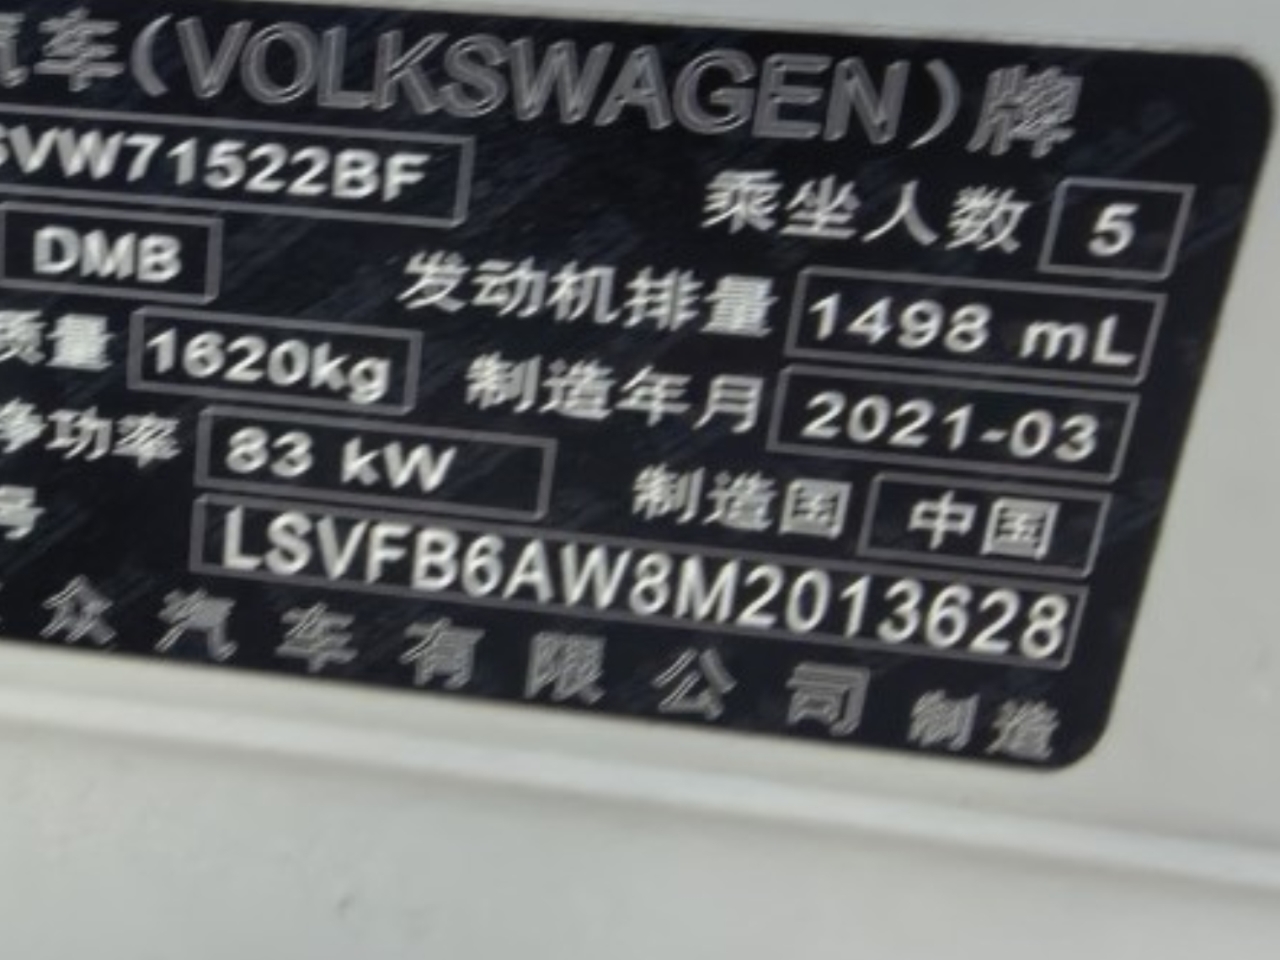 汽车(VOLKSWAGEN)牌
SVW71522BF 乘坐人数 5
DMB 发动机排量 1498 mL
质量 1620kg 制造年月 2021-03
净功率 83 kW 制造国 中国
号 LSVFB6AW8M2013628
众汽车有限公司 制造